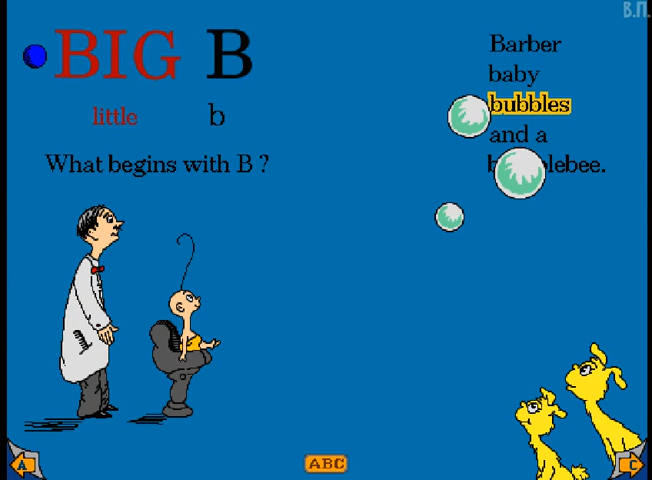 B.П.
BIG B
little b
What begins with B ?
Barber
baby
bubbles
and a
b lebee.
A
ABC
C